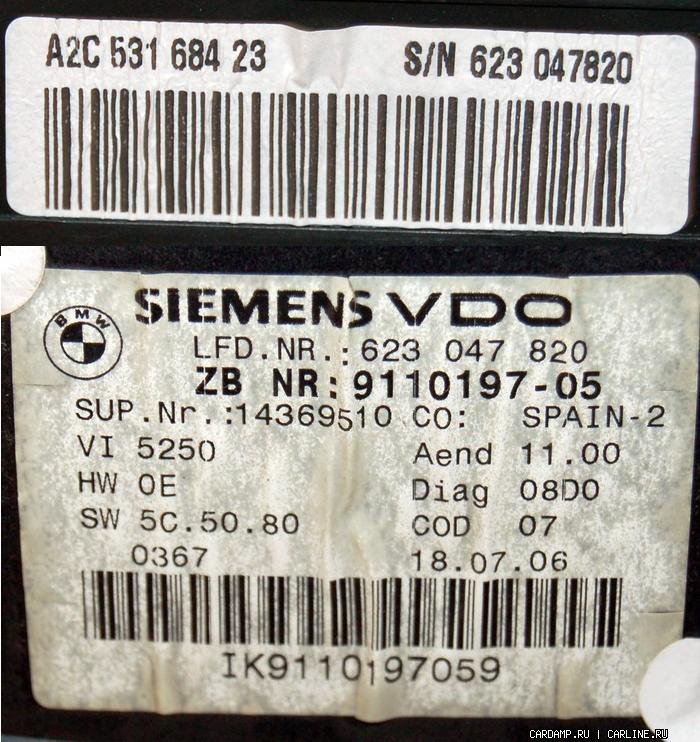 A2C 531 684 23 S/N 623 047820
SIEMENS VDO
BMW
LFD.NR.:623 047 820
ZB NR:9110197-05
SUP.Nr.:14369510 CO: SPAIN-2
VI 5250 Aend 11.00
HW 0E Diag 08D0
SW 5C.50.80 COD 07
0367 18.07.06
IK9110197059
CARDAMP.RU | CARLINE.RU